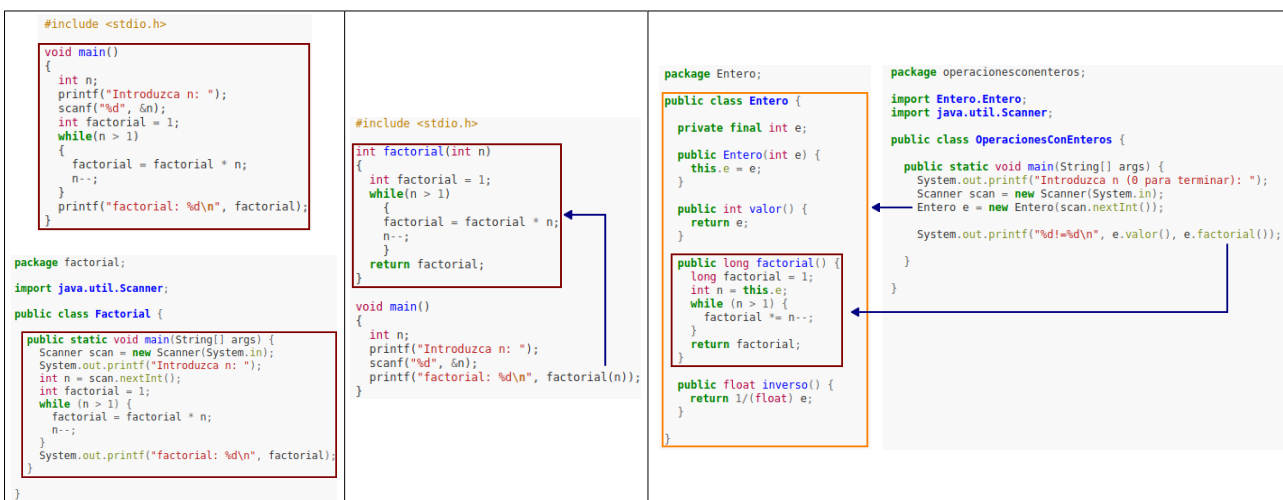 #include <stdio.h>
void main()
{
int n;
printf("Introduzca n: ");
scanf("%d", &n);
int factorial = 1;
while(n > 1)
{
factorial = factorial * n;
n--;
}
printf("factorial: %d\n", factorial);
}
package factorial;
import java.util.Scanner;
public class Factorial {
public static void main(String[] args) {
Scanner scan = new Scanner(System.in);
System.out.printf("Introduzca n: ");
int n = scan.nextInt();
int factorial = 1;
while (n > 1) {
factorial = factorial * n;
n--;
}
System.out.printf("factorial: %d\n", factorial);
}
}
#include <stdio.h>
int factorial(int n)
{
int factorial = 1;
while(n > 1)
{
factorial = factorial * n;
n--;
}
return factorial;
}
void main()
{
int n;
printf("Introduzca n: ");
scanf("%d", &n);
printf("factorial: %d\n", factorial(n));
}
package Entero;
public class Entero {
private final int e;
public Entero(int e) {
this.e = e;
}
public int valor() {
return e;
}
public long factorial() {
long factorial = 1;
int n = this.e;
while (n > 1) {
factorial *= n--;
}
return factorial;
}
public float inverso() {
return 1/(float) e;
}
}
package operacionesconenteros;
import Entero.Entero;
import java.util.Scanner;
public class OperacionesConEnteros {
public static void main(String[] args) {
System.out.printf("Introduzca n (0 para terminar): ");
Scanner scan = new Scanner(System.in);
Entero e = new Entero(scan.nextInt());
System.out.printf("%d!=%d\n", e.valor(), e.factorial());
}
}